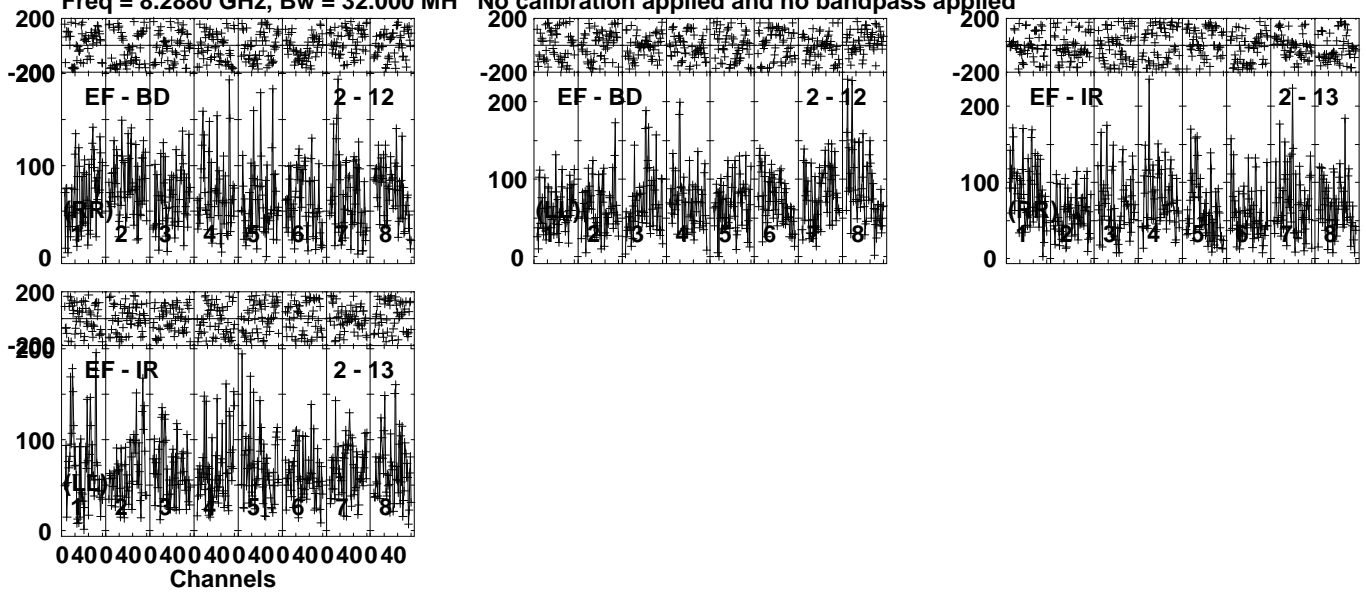 Freq = 8.2880 GHz, Bw = 32.000 MH No calibration applied and no bandpass applied
200 200 200
-200 -200 -200
200 200
EF - BD 2 - 12 EF - BD 2 - 12 EF - IR 2 - 13
100 100 100
(RR) (LL) (RR)
1 2 3 4 5 6 7 8 1 2 3 4 5 6 7 8 1 2 3 4 5 6 7 8
0 0 0
200
-200
200
EF - IR 2 - 13
100
(LL)
1 2 3 4 5 6 7 8
0
0 40 0 40 0 40 0 40 0 40 0 40 0 40 0 40
Channels